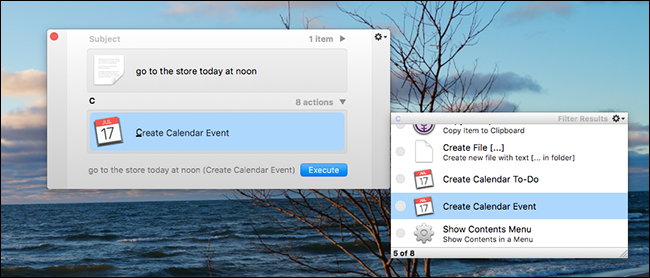 Subject 1 item
go to the store today at noon
C 8 actions
JUL
17
Create Calendar Event
go to the store today at noon (Create Calendar Event) Execute
C Filter Results
Copy Item to Clipboard
Create File [...]
Create new file with text [... in folder]
JUL
17
Create Calendar To-Do
JUL
17
Create Calendar Event
Show Contents Menu
Show Contents in a Menu
5 of 8